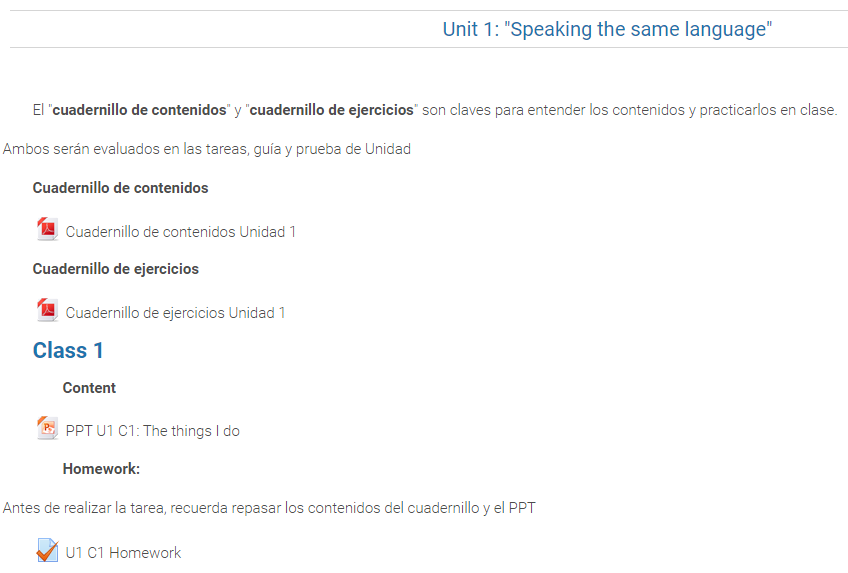 Unit 1: "Speaking the same language"
El "cuadernillo de contenidos" y "cuadernillo de ejercicios" son claves para entender los contenidos y practicarlos en clase.
Ambos serán evaluados en las tareas, guía y prueba de Unidad
Cuadernillo de contenidos
Cuadernillo de contenidos Unidad 1
Cuadernillo de ejercicios
Cuadernillo de ejercicios Unidad 1
Class 1
Content
PPT U1 C1: The things I do
Homework:
Antes de realizar la tarea, recuerda repasar los contenidos del cuadernillo y el PPT
U1 C1 Homework